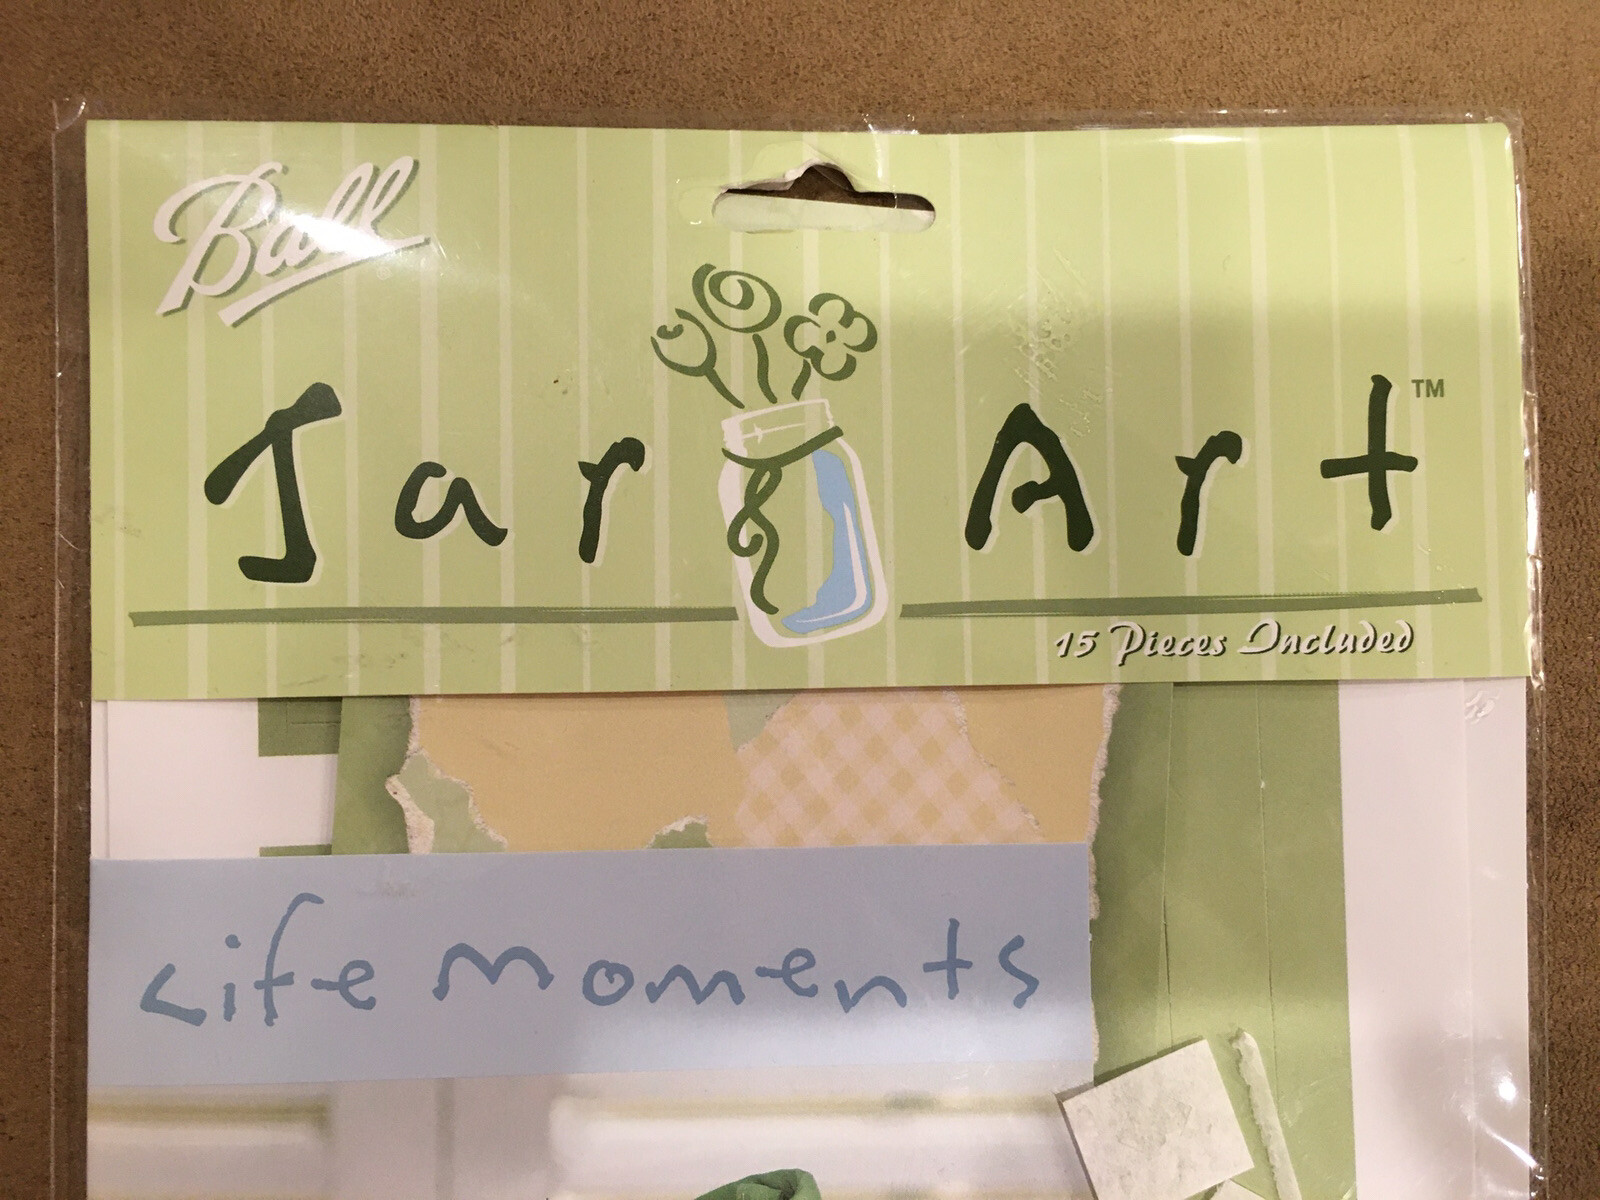 Ball
Jar Art™
15 Pieces Included
Life Moments